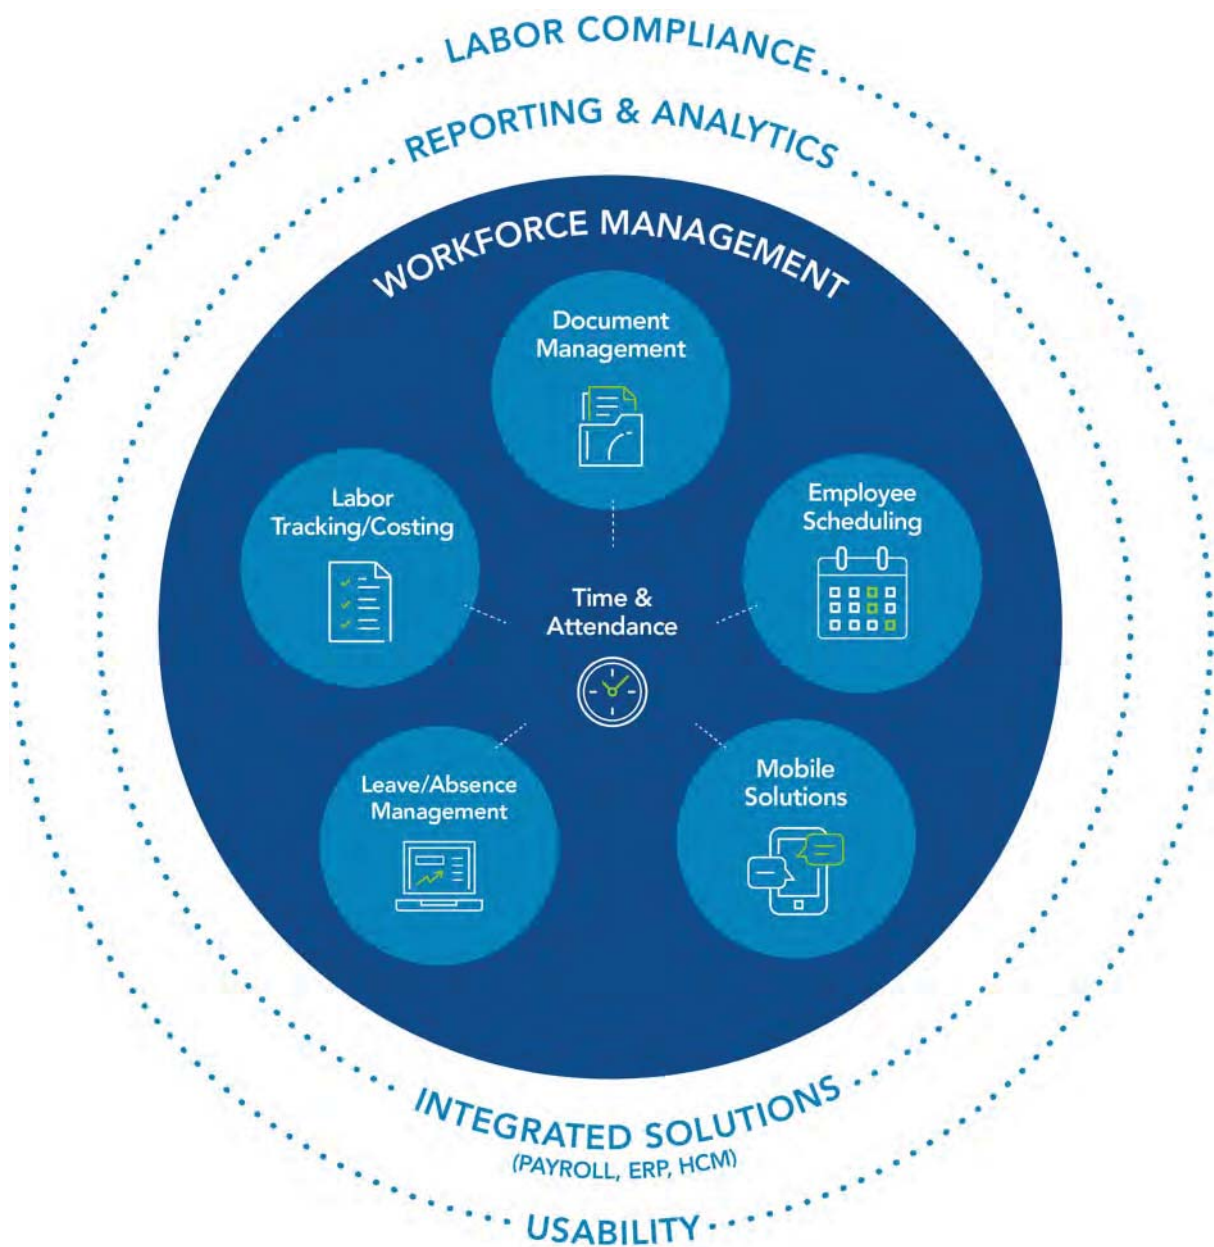 LABOR COMPLIANCE
REPORTING & ANALYTICS
WORKFORCE MANAGEMENT
Document
Management
Labor
Tracking/Costing
Employee
Scheduling
Time &
Attendance
Leave/Absence
Management
Mobile
Solutions
INTEGRATED SOLUTIONS
(PAYROLL, ERP, HCM)
USABILITY